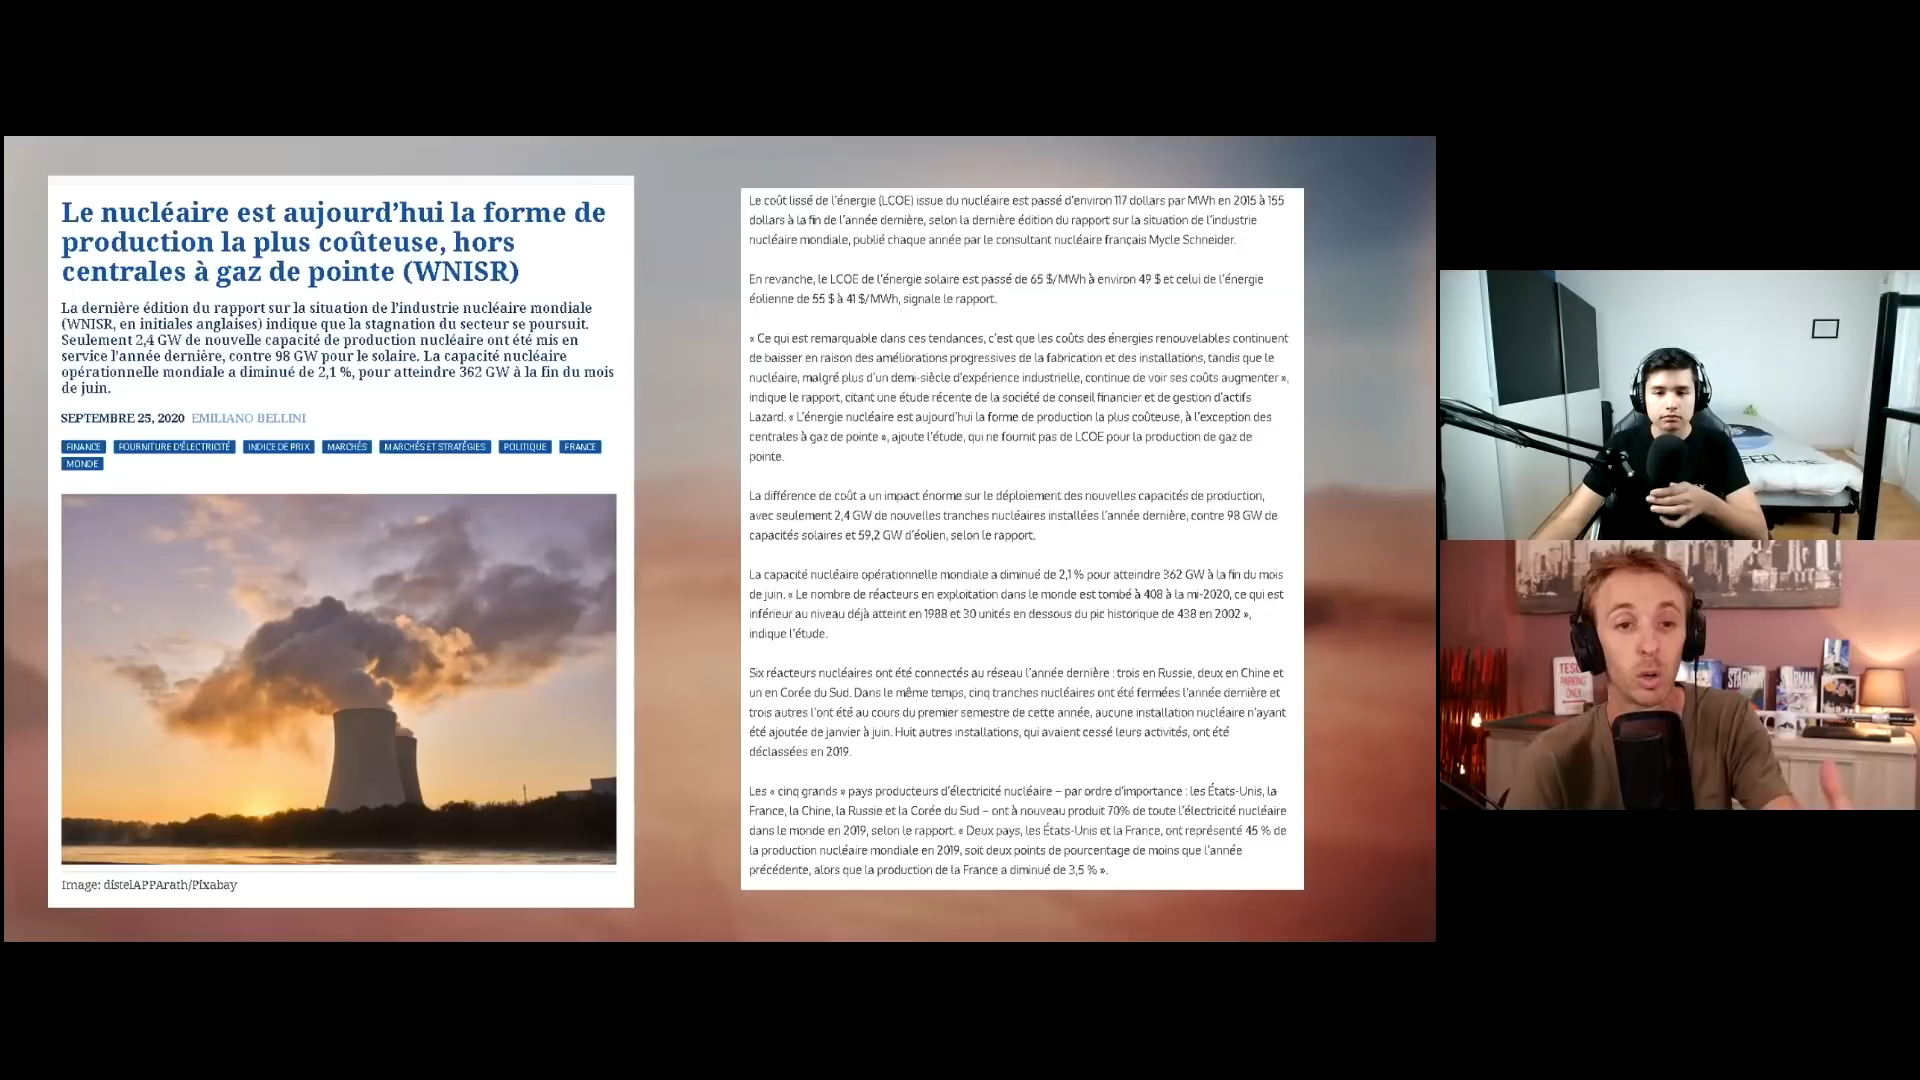 Le nucléaire est aujourd’hui la forme de
production la plus coûteuse, hors
centrales à gaz de pointe (WNISR)
La dernière édition du rapport sur la situation de l’industrie nucléaire mondiale
(WNISR, en initiales anglaises) indique que la stagnation du secteur se poursuit.
Seulement 2,4 GW de nouvelle capacité de production nucléaire ont été mis en
service l’année dernière, contre 98 GW pour le solaire. La capacité nucléaire
opérationnelle mondiale a diminué de 2,1 %, pour atteindre 362 GW à la fin du mois
de juin.
SEPTEMBRE 25, 2020 EMILIANO BELLINI
FINANCE FOURNITURE D'ÉLECTRICITÉ INDICE DE PRIX MARCHÉS MARCHÉS ET STRATÉGIES POLITIQUE FRANCE
MONDE
Image: distelAPPArath/Pixabay
Le coût lissé de l’énergie (LCOE) issue du nucléaire est passé d’environ 117 dollars par MWh en 2015 à 155
dollars à la fin de l’année dernière, selon la dernière édition du rapport sur la situation de l’industrie
nucléaire mondiale, publié chaque année par le consultant nucléaire français Mycle Schneider.
En revanche, le LCOE de l’énergie solaire est passé de 65 $/MWh à environ 49 $ et celui de l’énergie
éolienne de 55 $ à 41 $/MWh, signale le rapport.
« Ce qui est remarquable dans ces tendances, c’est que les coûts des énergies renouvelables continuent
de baisser en raison des améliorations progressives de la fabrication et des installations, tandis que le
nucléaire, malgré plus d’un demi-siècle d’expérience industrielle, continue de voir ses coûts augmenter »,
indique le rapport, citant une étude récente de la société de conseil financier et de gestion d’actifs
Lazard. « L’énergie nucléaire est aujourd’hui la forme de production la plus coûteuse, à l’exception des
centrales à gaz de pointe », ajoute l’étude, qui ne fournit pas de LCOE pour la production de gaz de
pointe.
La différence de coût a un impact énorme sur le déploiement des nouvelles capacités de production,
avec seulement 2,4 GW de nouvelles tranches nucléaires installées l’année dernière, contre 98 GW de
capacités solaires et 59,2 GW d’éolien, selon le rapport.
La capacité nucléaire opérationnelle mondiale a diminué de 2,1 % pour atteindre 362 GW à la fin du mois
de juin. « Le nombre de réacteurs en exploitation dans le monde est tombé à 408 à la mi-2020, ce qui est
inférieur au niveau déjà atteint en 1988 et 30 unités en dessous du pic historique de 438 en 2002 »,
indique l’étude.
Six réacteurs nucléaires ont été connectés au réseau l’année dernière : trois en Russie, deux en Chine et
un en Corée du Sud. Dans le même temps, cinq tranches nucléaires ont été fermées l’année dernière et
trois autres l’ont été au cours du premier semestre de cette année, aucune installation nucléaire n’ayant
été ajoutée de janvier à juin. Huit autres installations, qui avaient cessé leurs activités, ont été
déclassées en 2019.
Les « cinq grands » pays producteurs d’électricité nucléaire – par ordre d’importance : les États-Unis, la
France, la Chine, la Russie et la Corée du Sud – ont à nouveau produit 70% de toute l’électricité nucléaire
dans le monde en 2019, selon le rapport. « Deux pays, les États-Unis et la France, ont représenté 45 % de
la production nucléaire mondiale en 2019, soit deux points de pourcentage de moins que l’année
précédente, alors que la production de la France a diminué de 3,5 % ».
PARKING
ONLY